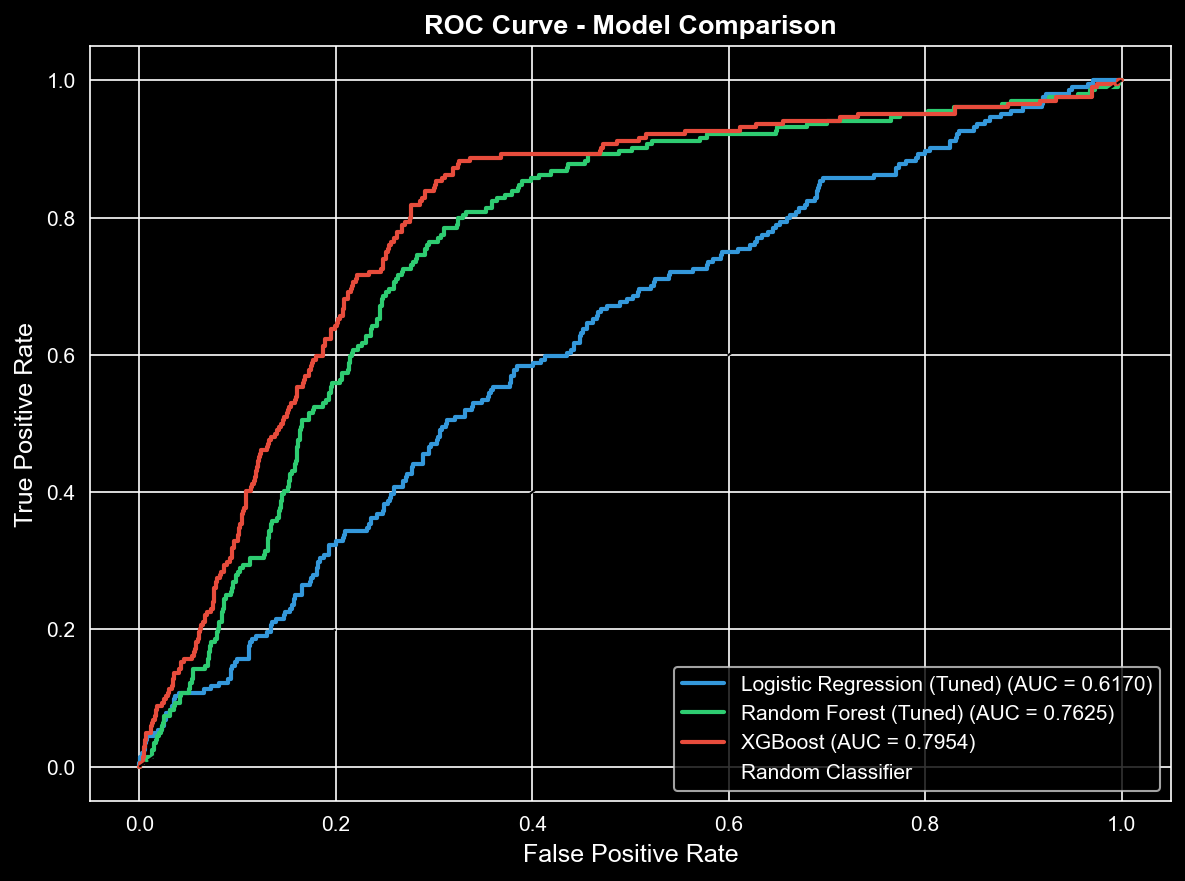 ROC Curve - Model Comparison
True Positive Rate
1.0
0.8
0.6
0.4
0.2
0.0
Logistic Regression (Tuned) (AUC = 0.6170)
Random Forest (Tuned) (AUC = 0.7625)
XGBoost (AUC = 0.7954)
Random Classifier
0.0 0.2 0.4 0.6 0.8 1.0
False Positive Rate